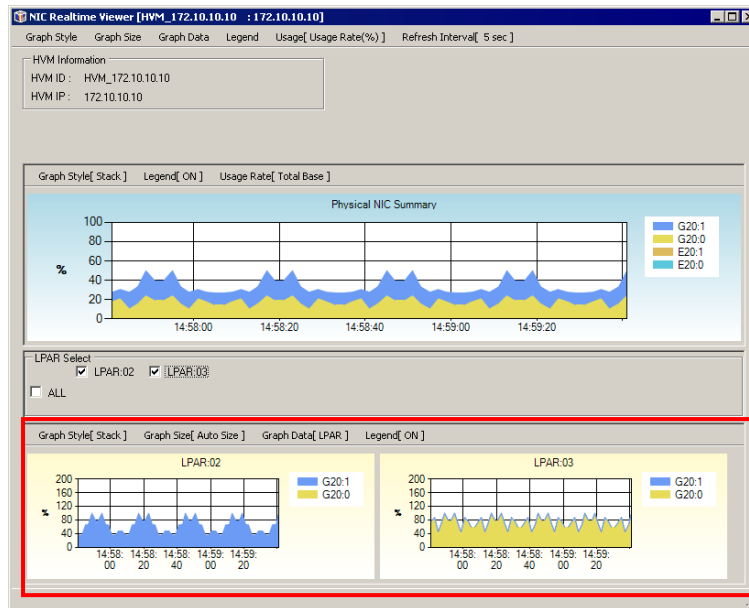 NIC Realtime Viewer [HVM_172.10.10.10 : 172.10.10.10]
Graph Style Graph Size Graph Data Legend Usage[ Usage Rate(%) ] Refresh Interval[ 5 sec ]
HVM Information
HVM ID : HVM_172.10.10.10
HVM IP : 172.10.10.10
Graph Style[ Stack ] Legend[ ON ] Usage Rate[ Total Base ]
Physical NIC Summary
100
80
60
40
20
0
%
14:58:00 14:58:20 14:58:40 14:59:00 14:59:20
G20:1
G20:0
E20:1
E20:0
LPAR Select
LPAR:02 LPAR:03
ALL
Graph Style[ Stack ] Graph Size[ Auto Size ] Graph Data[ LPAR ] Legend[ ON ]
LPAR:02
200
160
120
80
40
0
%
14:58:00 14:58:20 14:58:40 14:59:00 14:59:20
G20:1
G20:0
LPAR:03
200
160
120
80
40
0
%
14:58:00 14:58:20 14:58:40 14:59:00 14:59:20
G20:1
G20:0